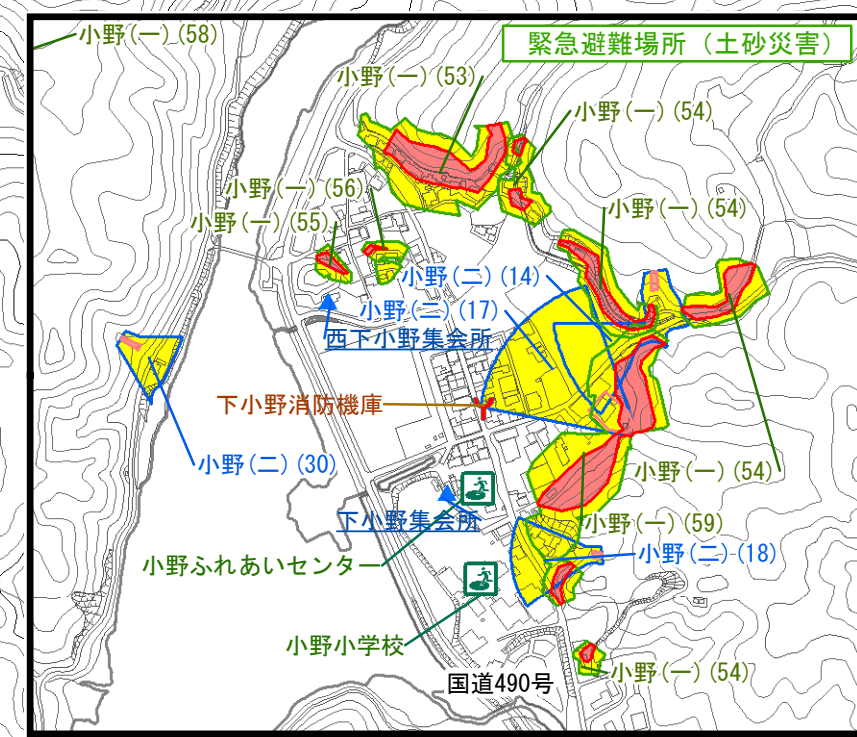 小野(一)(58)
緊急避難場所（土砂災害）
小野(一)(53)
小野(一)(54)
小野(一)(56)
小野(一)(55)
小野(一)(54)
小野(二)(14)
小野(二)(17)
西下小野集会所
下小野消防機庫
小野(二)(30)
小野(一)(54)
下小野集会所
小野(一)(59)
小野ふれあいセンター
小野(二)(18)
小野小学校
小野(一)(54)
国道490号